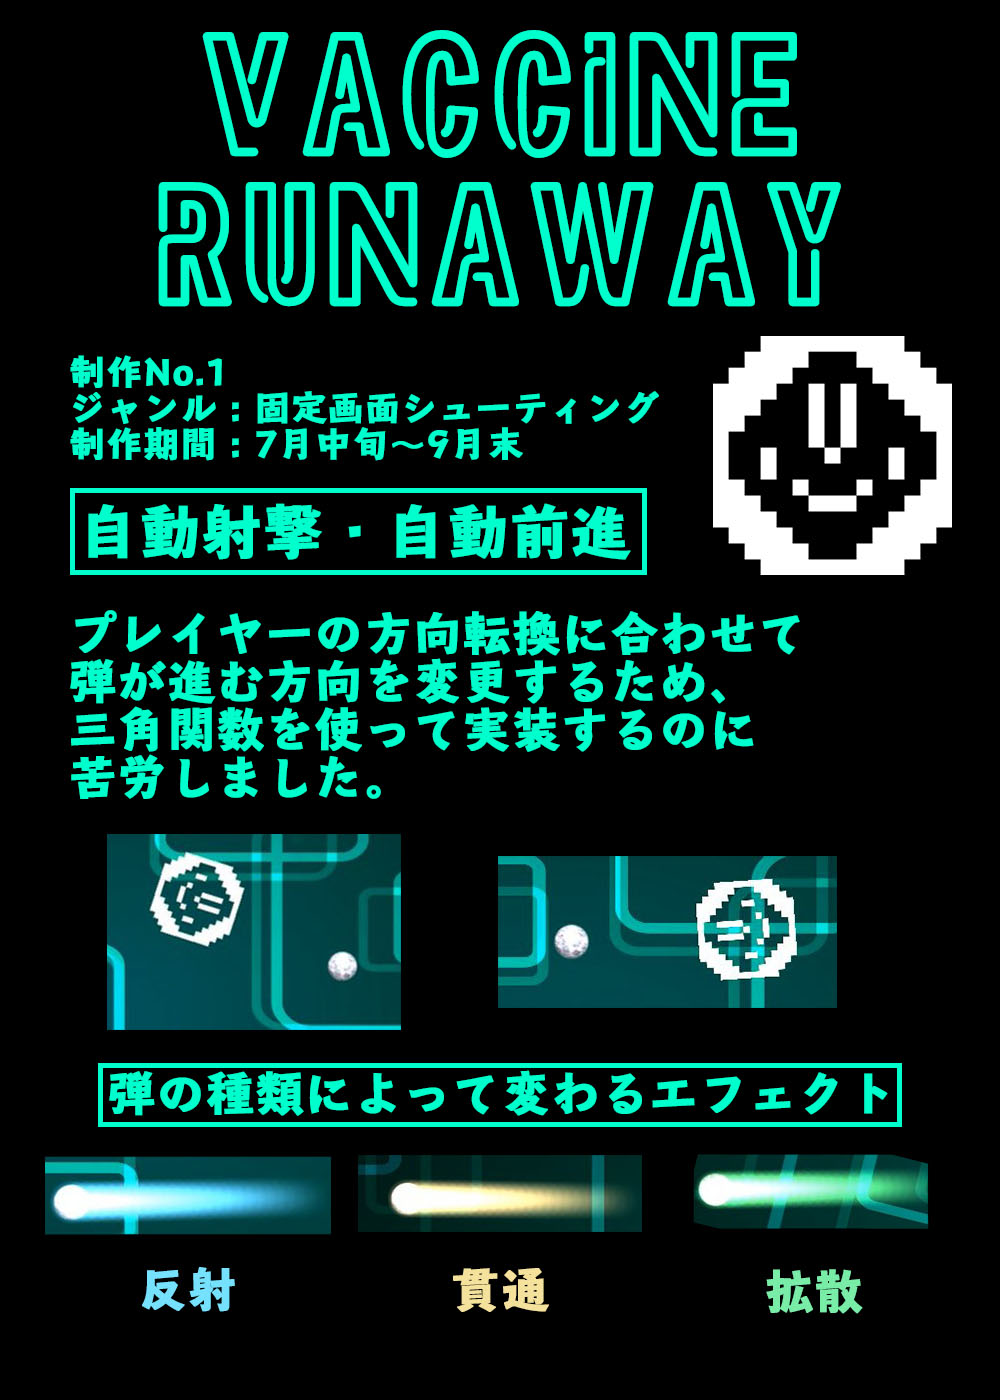 VACCINE
RUNAWAY
制作No.1
ジャンル：固定画面シューティング
制作期間：7月中旬～9月末
自動射撃・自動前進
プレイヤーの方向転換に合わせて
弾が進む方向を変更するため、
三角関数を使って実装するのに
苦労しました。
弾の種類によって変わるエフェクト
反射
貫通
拡散